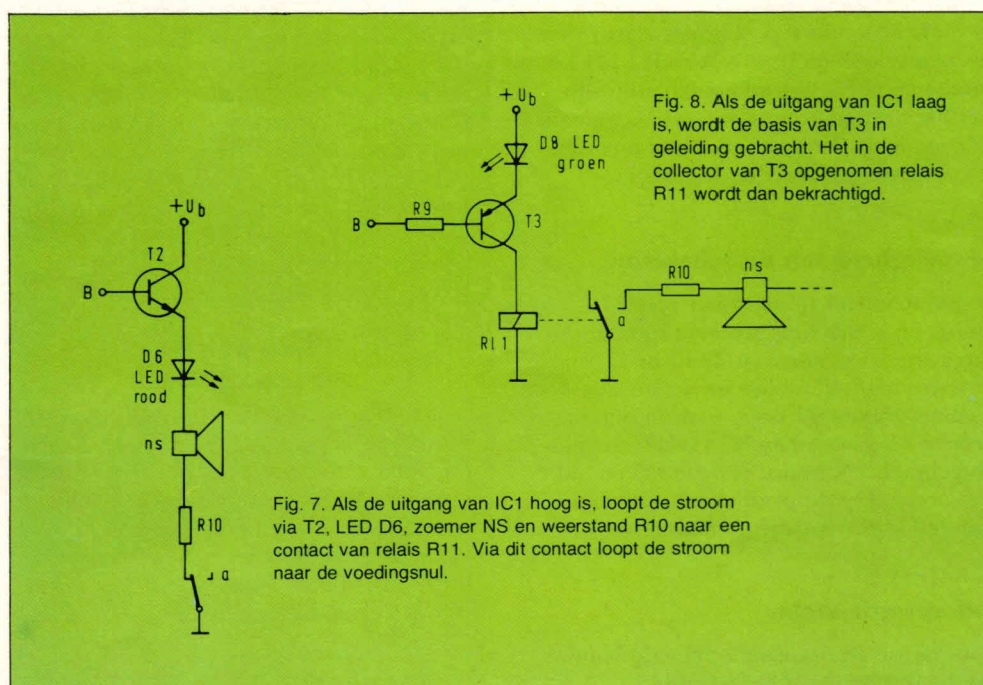 +Ub
D8 LED
groen
B
R9
T3
RL1
a
R10
ns
Fig. 8. Als de uitgang van IC1 laag
is, wordt de basis van T3 in
geleiding gebracht. Het in de
collector van T3 opgenomen relais
R11 wordt dan bekrachtigd.
+Ub
T2
B
D6
LED
rood
ns
R10
a
Fig. 7. Als de uitgang van IC1 hoog is, loopt de stroom
via T2, LED D6, zoemer NS en weerstand R10 naar een
contact van relais R11. Via dit contact loopt de stroom
naar de voedingsnul.